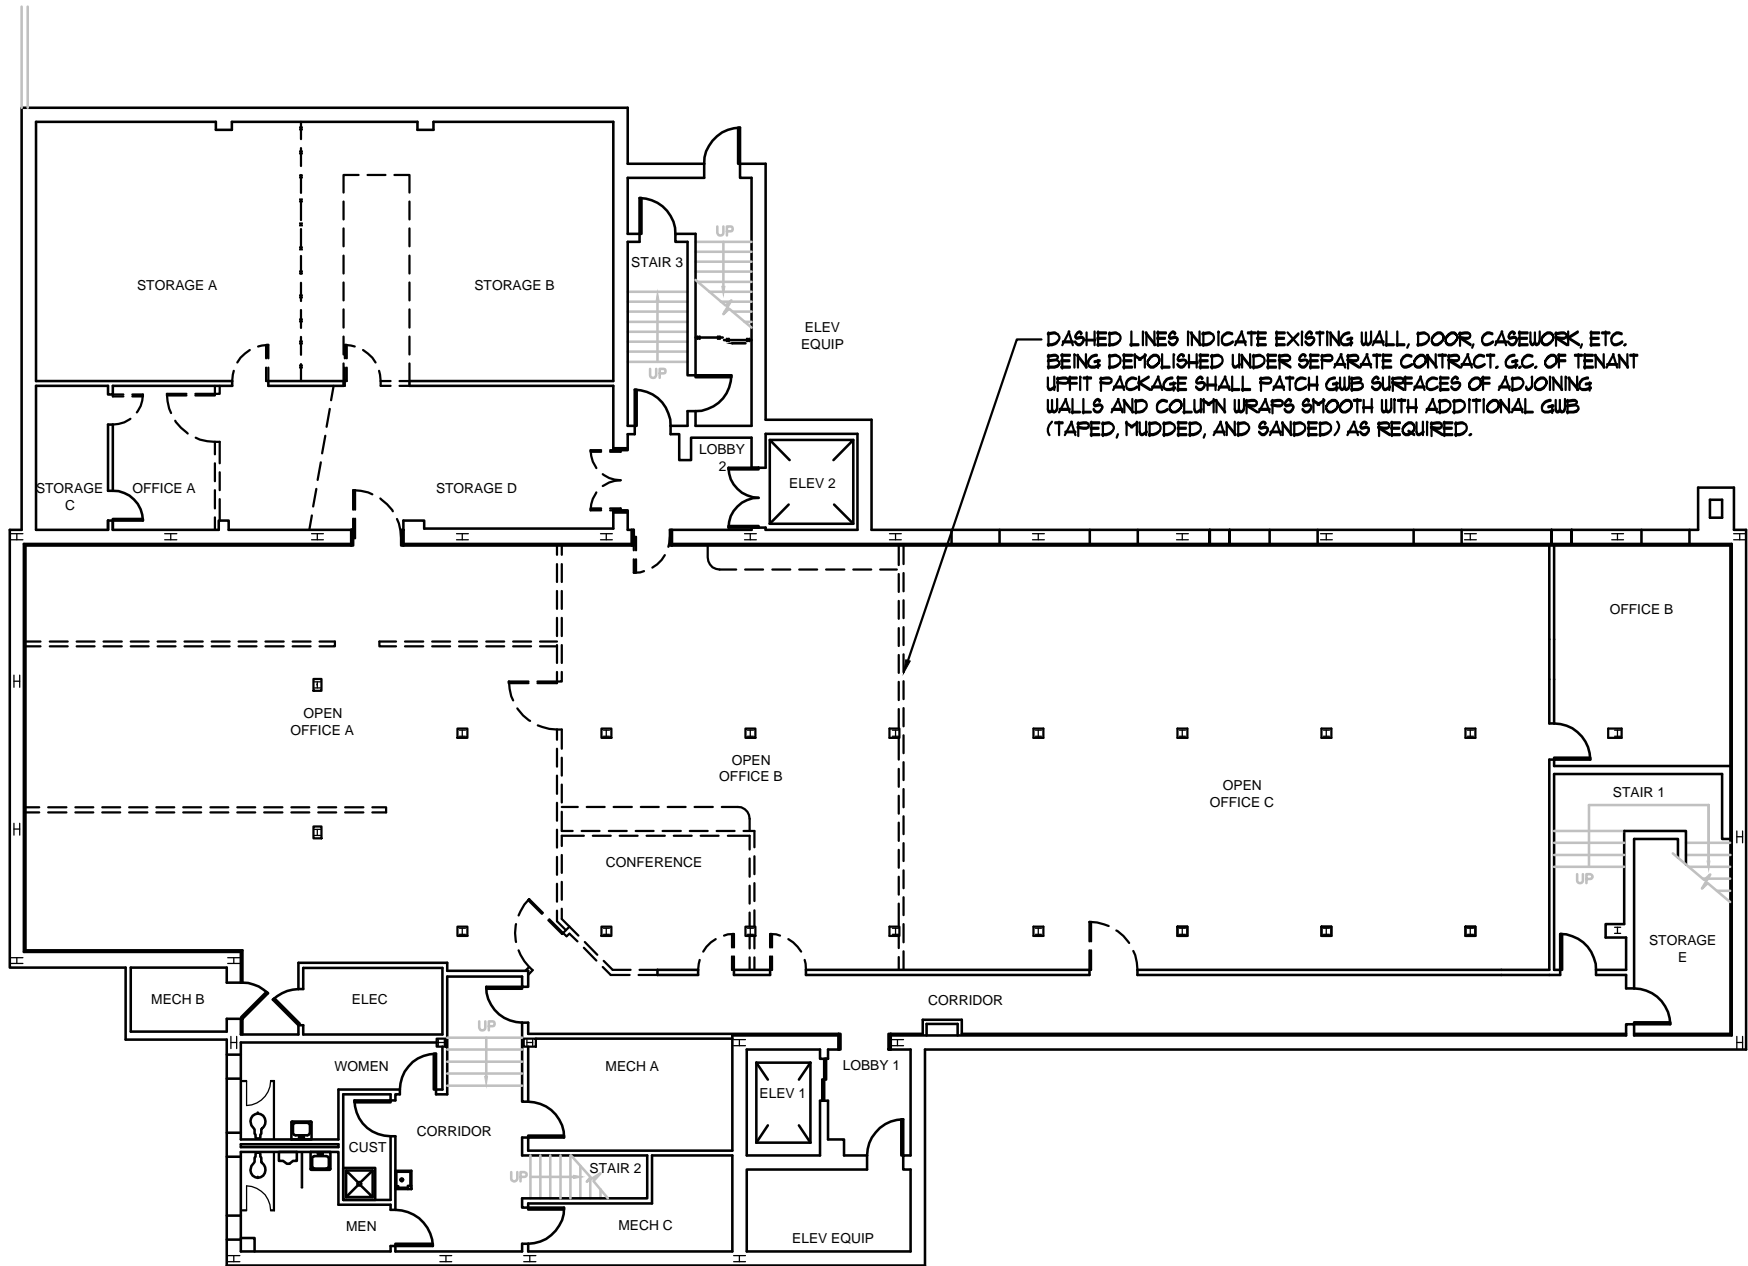 UP
STAIR 3
STORAGE A
STORAGE B
ELEV
EQUIP
DASHED LINES INDICATE EXISTING WALL, DOOR, CASEWORK, ETC.
BEING DEMOLISHED UNDER SEPARATE CONTRACT. G.C. OF TENANT
UPFIT PACKAGE SHALL PATCH GWB SURFACES OF ADJOINING
WALLS AND COLUMN WRAPS SMOOTH WITH ADDITIONAL GWB
(TAPED, MUDDED, AND SANDED) AS REQUIRED.
UP
LOBBY
2
STORAGE
C
OFFICE A
STORAGE D
ELEV 2
OFFICE B
OPEN
OFFICE A
OPEN
OFFICE B
OPEN
OFFICE C
STAIR 1
CONFERENCE
UP
STORAGE
E
MECH B
ELEC
CORRIDOR
UP
WOMEN
MECH A
LOBBY 1
ELEV 1
CORRIDOR
CUST
STAIR 2
UP
MEN
MECH C
ELEV EQUIP